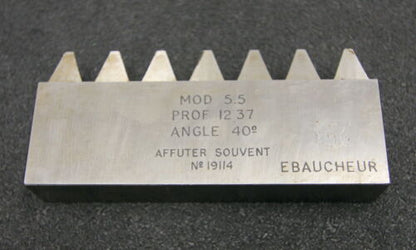 MOD 5.5
PROF 12 37
ANGLE 40º
AFFUTER SOUVENT
Nº 19114
EBAUCHEUR